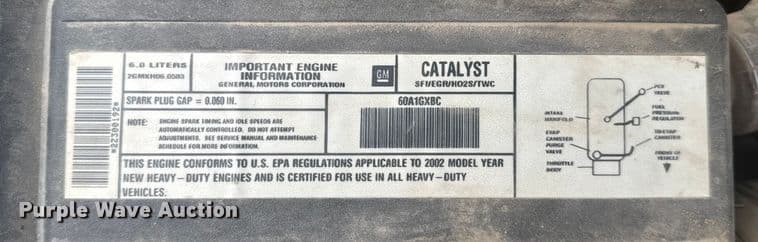 6.0 LITERS
2GMXH06.0583
IMPORTANT ENGINE
INFORMATION
GENERAL MOTORS CORPORATION
GM
CATALYST
SFI/EGR/HO2S/TWC
SPARK PLUG GAP = 0.060 IN.
60A1GXBC
NOTE: ENGINE SPARK TIMING AND IDLE SPEEDS ARE
AUTOMATICALLY CONTROLLED. DO NOT ATTEMPT
ADJUSTMENTS. SEE SERVICE MANUAL AND MAINTENANCE
SCHEDULE FOR MORE INFORMATION.
THIS ENGINE CONFORMS TO U.S. EPA REGULATIONS APPLICABLE TO 2002 MODEL YEAR
NEW HEAVY-DUTY ENGINES AND IS CERTIFIED FOR USE IN ALL HEAVY-DUTY
VEHICLES.
*22300192*
INTAKE
MANIFOLD
EVAP
CANISTER
PURGE
VALVE
THROTTLE
BODY
PCV
VALVE
FUEL
PRESSURE
REGULATOR
TO EVAP
CANISTER
FRONT OF
VEHICLE
Purple Wave Auction